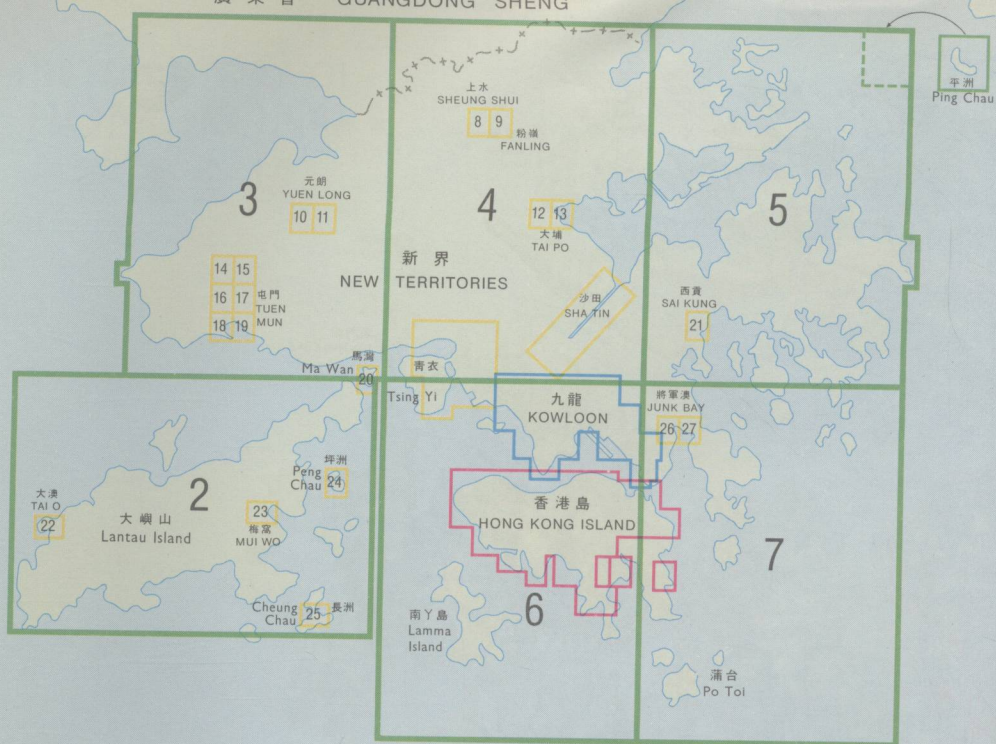 廣東省 GUANGDONG SHENG
平洲
Ping Chau
上水
SHEUNG SHUI
8 9
粉嶺
FANLING
3
元朗
YUEN LONG
10 11
4
12 13
大埔
TAI PO
5
新界
NEW TERRITORIES
14 15
16 17
18 19
屯門
TUEN
MUN
沙田
SHA TIN
西貢
SAI KUNG
21
馬灣
Ma Wan
20
青衣
Tsing Yi
九龍
KOWLOON
將軍澳
JUNK BAY
26 27
2
坪洲
Peng
Chau
24
大澳
TAI O
22
大嶼山
Lantau Island
23
梅窩
MUI WO
Cheung
Chau
25
長洲
香港島
HONG KONG ISLAND
6
7
南丫島
Lamma
Island
蒲台
Po Toi